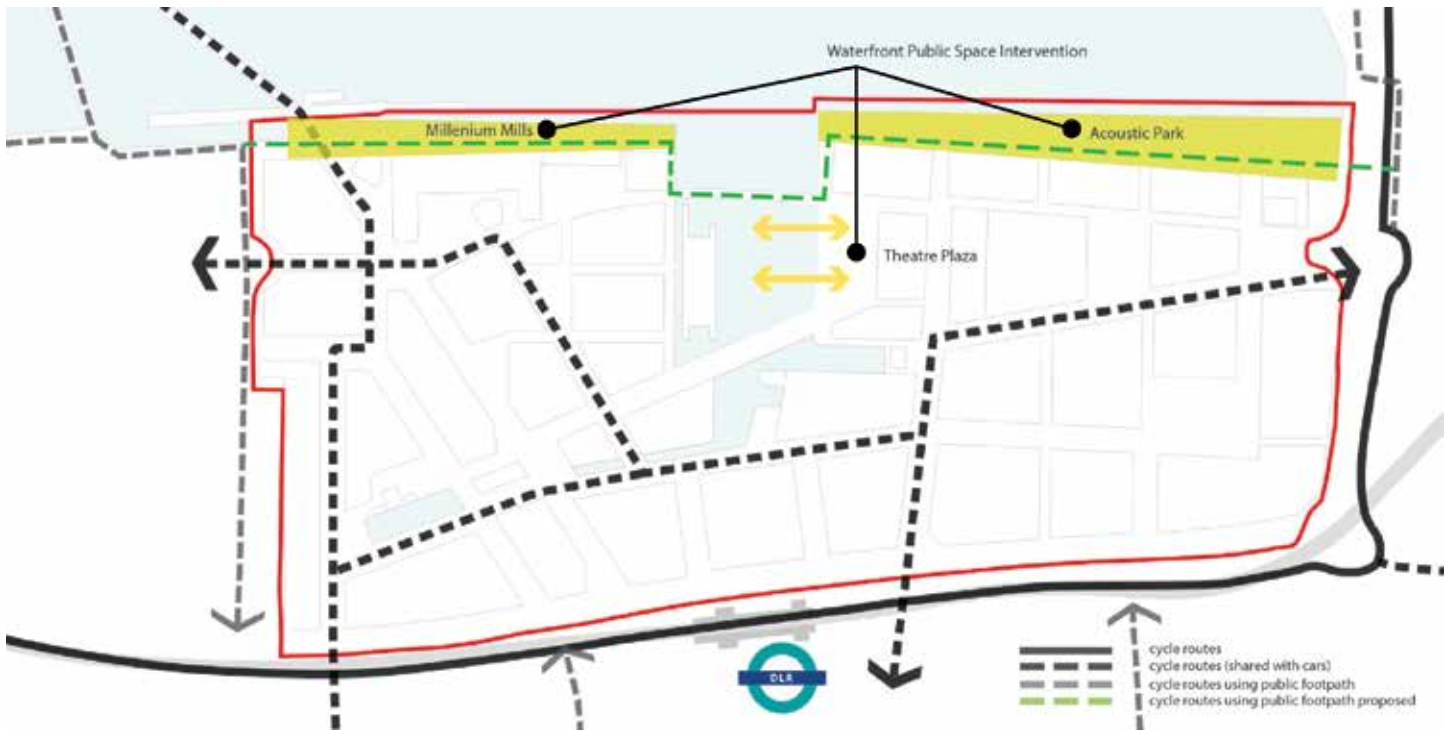 Waterfront Public Space Intervention
Millenium Mills
Acoustic Park
Theatre Plaza
DLR
cycle routes
cycle routes (shared with cars)
cycle routes using public footpath
cycle routes using public footpath proposed